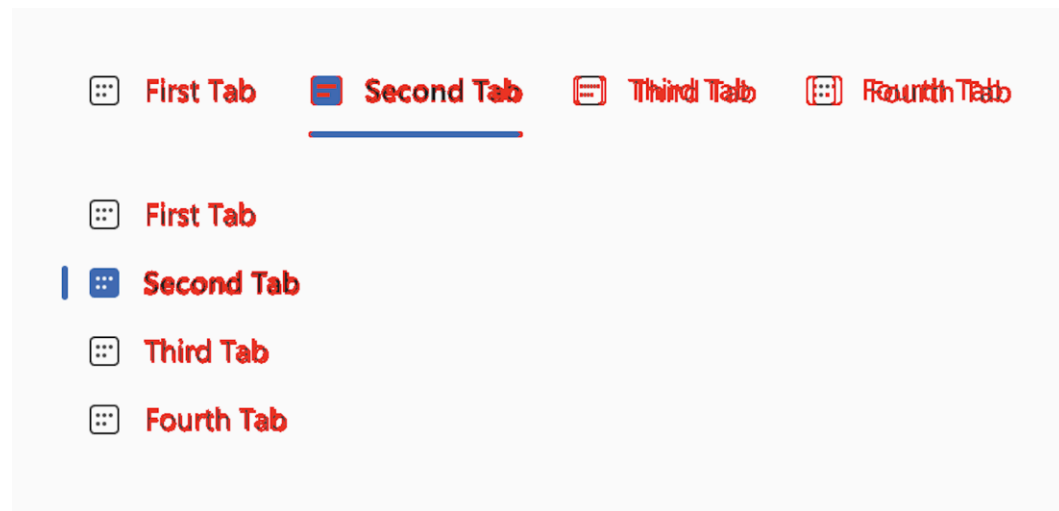 First Tab Second Tab Third Tab Fourth Tab
First Tab
Second Tab
Third Tab
Fourth Tab